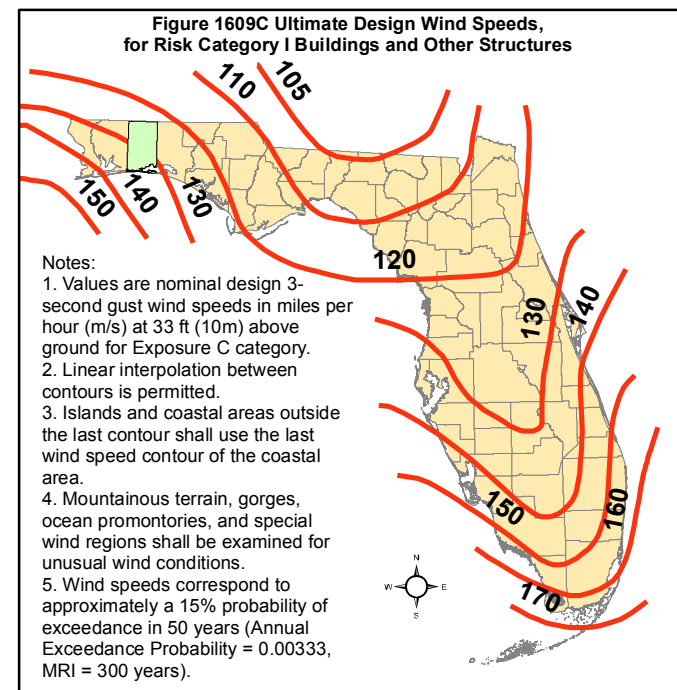 Figure 1609C Ultimate Design Wind Speeds,
for Risk Category I Buildings and Other Structures
110
105
150
140
130
120
130
140
150
160
170
Notes:
1. Values are nominal design 3-
second gust wind speeds in miles per
hour (m/s) at 33 ft (10m) above
ground for Exposure C category.
2. Linear interpolation between
contours is permitted.
3. Islands and coastal areas outside
the last contour shall use the last
wind speed contour of the coastal
area.
4. Mountainous terrain, gorges,
ocean promontories, and special
wind regions shall be examined for
unusual wind conditions.
5. Wind speeds correspond to
approximately a 15% probability of
exceedance in 50 years (Annual
Exceedance Probability = 0.00333,
MRI = 300 years).
N
W E
S